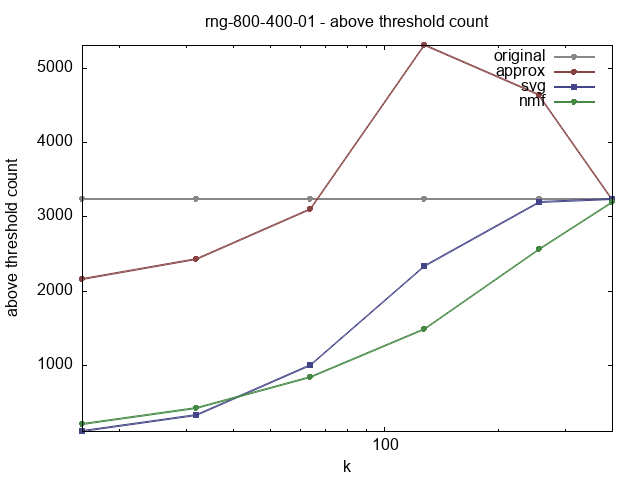 rng-800-400-01 - above threshold count
original
approx
svg
nmf
5000
4000
3000
2000
1000
above threshold count
100
k